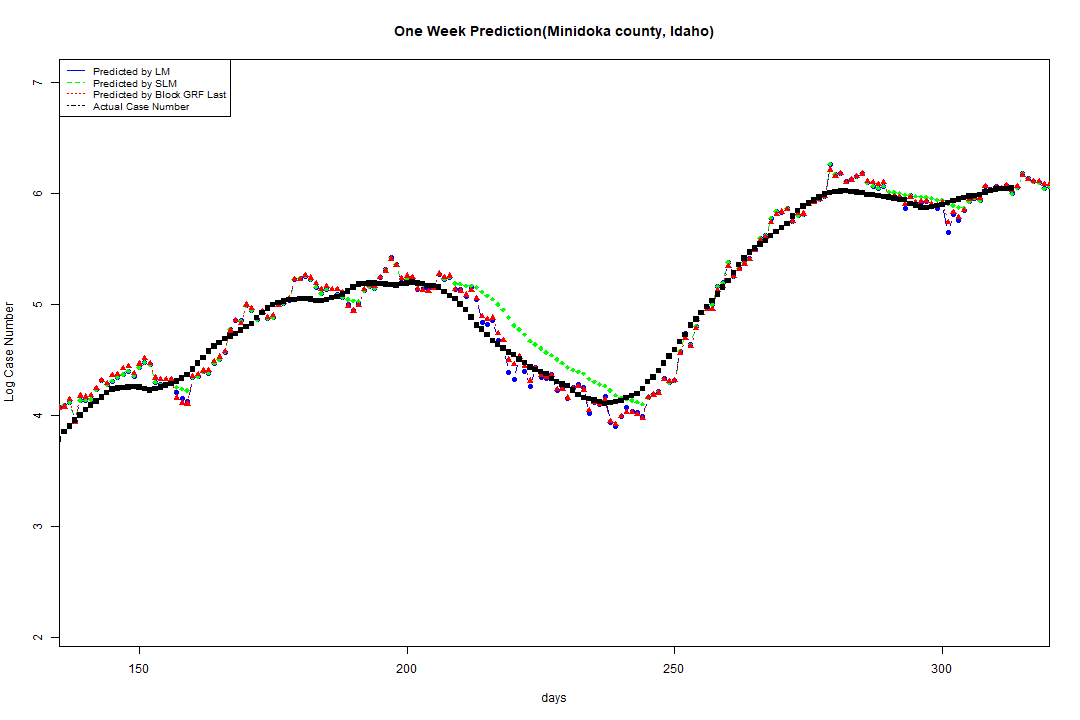 One Week Prediction(Minidoka county, Idaho)
Predicted by LM
Predicted by SLM
Predicted by Block GRF Last
Actual Case Number
7
6
5
4
3
2
Log Case Number
150 200 250 300
days